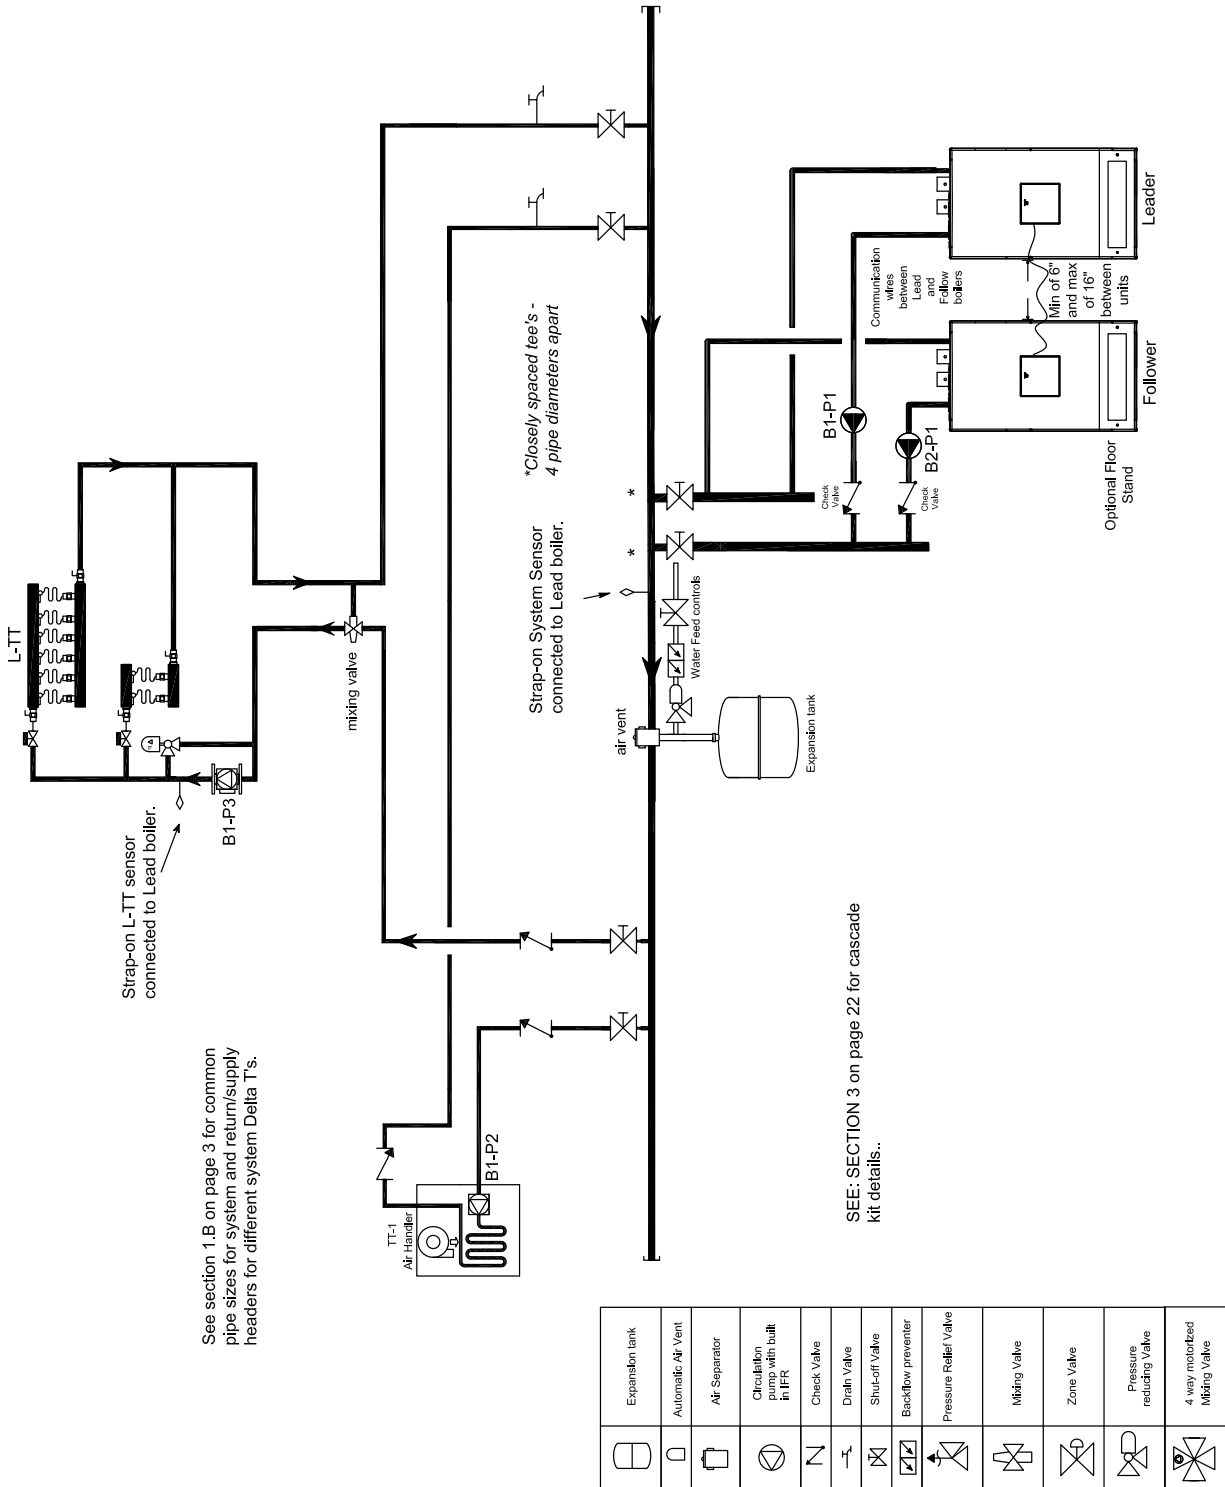 L-TT
mixing valve
B1-P3
Strap-on L-TT sensor
connected to Lead boiler.
See section 1.B on page 3 for common
pipe sizes for system and return/supply
headers for different system Delta T's.
TT-1
Air Handler
B1-P2
*Closely spaced tee's -
4 pipe diameters apart
Strap-on System Sensor
connected to Lead boiler.
*
*
air vent
Water Feed controls
Expansion tank
Check
Valve
Check
Valve
B1-P1
B2-P1
Communication
wires
between
Lead
and
Follow
boilers
Min of 6"
and max
of 16"
between
units
Leader
Follower
Optional Floor
Stand
SEE: SECTION 3 on page 22 for cascade
kit details..
Expansion tank
Automatic Air Vent
Air Separator
Circulation
pump with built
in IFR
Check Valve
Drain Valve
Shut-off Valve
Backflow preventer
Pressure Relief Valve
Mixing Valve
Zone Valve
Pressure
reducing Valve
4 way motorized
Mixing Valve